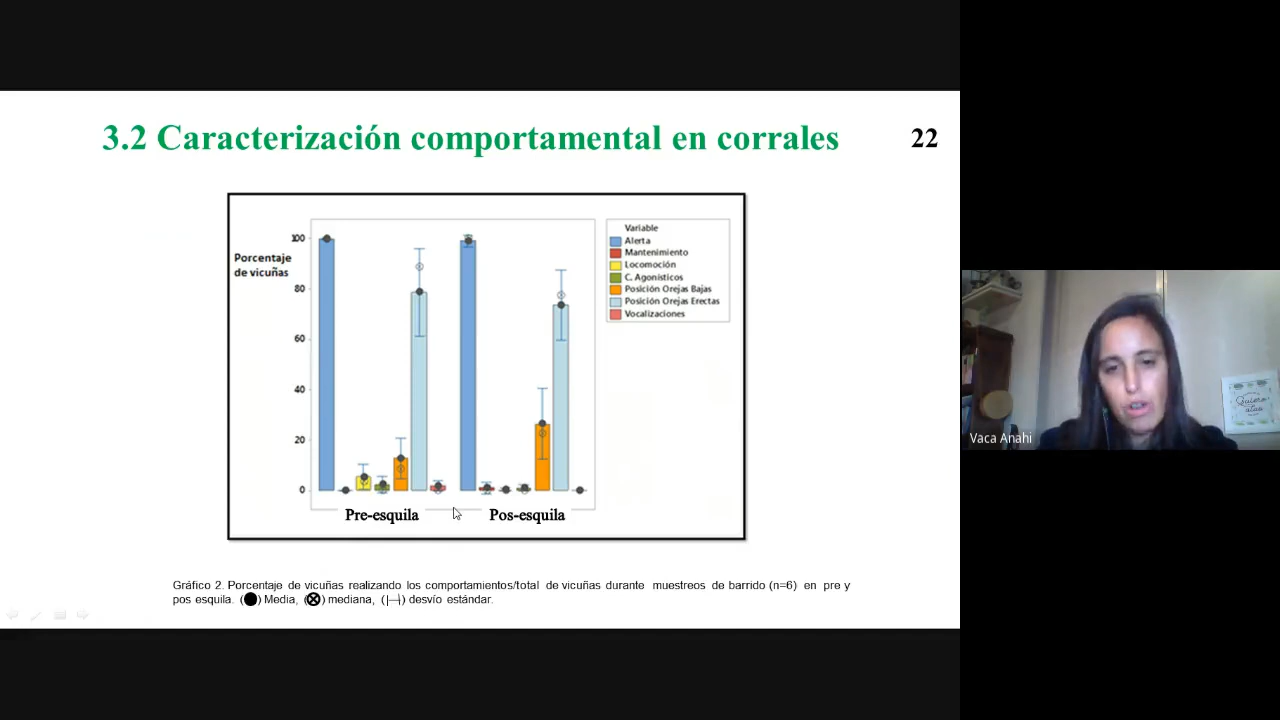 3.2 Caracterización comportamental en corrales
22
Porcentaje
de vicuñas
100
80
60
40
20
0
Variable
Alerta
Mantenimiento
Locomoción
C. Agonísticos
Posición Orejas Bajas
Posición Orejas Erectas
Vocalizaciones
Pre-esquila
Pos-esquila
Gráfico 2. Porcentaje de vicuñas realizando los comportamientos/total de vicuñas durante muestreos de barrido (n=6) en pre y
pos esquila. (●) Media, (⊗) mediana, (|⊣) desvío estándar.
Vaca Anahi